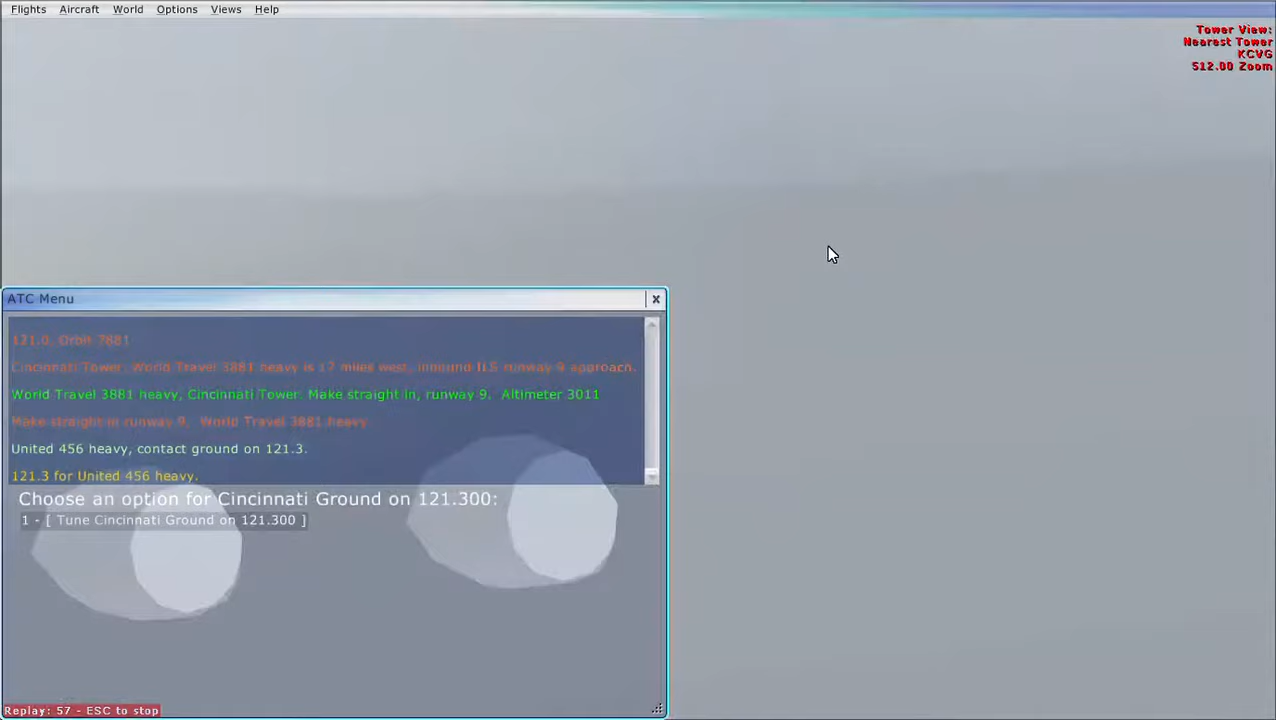 Flights Aircraft World Options Views Help
Tower View:
Nearest Tower
KCVG
512.00 Zoom
ATC Menu x
121.0, Orbit 7881
Cincinnati Tower, World Travel 3881 heavy is 17 miles west, inbound ILS runway 9 approach.
World Travel 3881 heavy, Cincinnati Tower. Make straight in, runway 9. Altimeter 3011
Make straight in runway 9. World Travel 3881 heavy.
United 456 heavy, contact ground on 121.3.
121.3 for United 456 heavy.
Choose an option for Cincinnati Ground on 121.300:
1 - [ Tune Cincinnati Ground on 121.300 ]
Replay: 57 - ESC to stop